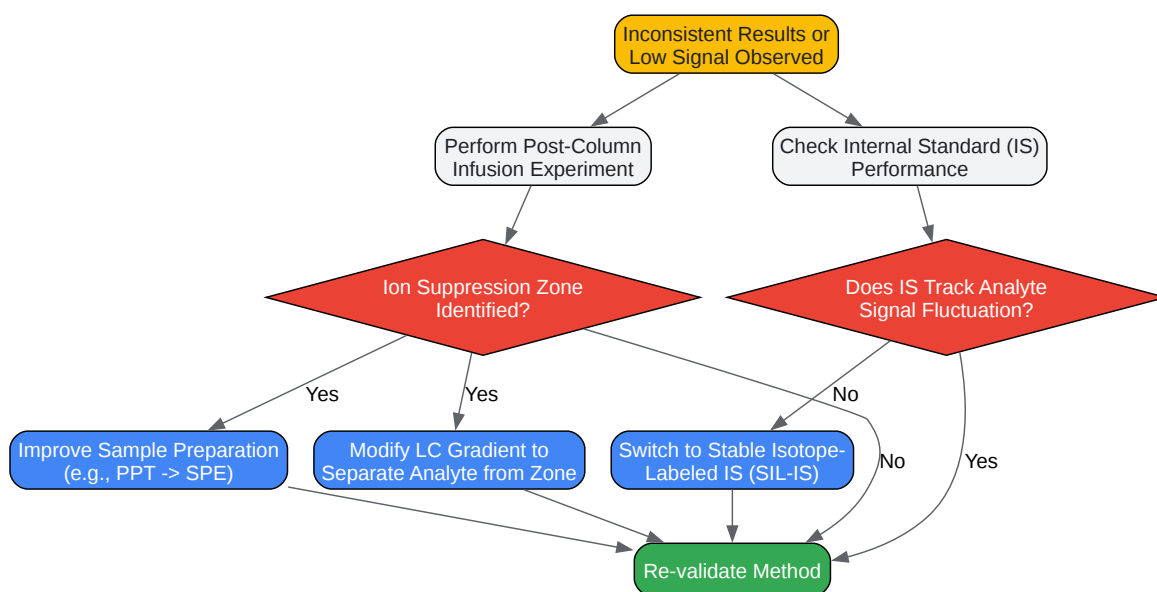 Inconsistent Results or
Low Signal Observed
Perform Post-Column
Infusion Experiment
Check Internal Standard (IS)
Performance
Ion Suppression Zone
Identified?
Does IS Track Analyte
Signal Fluctuation?
Yes
Yes
No
Improve Sample Preparation
(e.g., PPT -> SPE)
Modify LC Gradient to
Separate Analyte from Zone
Switch to Stable Isotope-
Labeled IS (SIL-IS)
No
Yes
Re-validate Method